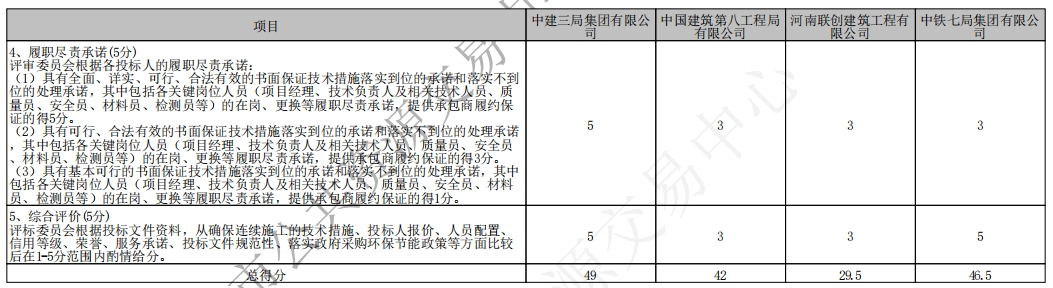 项目
中建三局集团有限公
司
中国建筑第八工程局
有限公司
河南联创建筑工程有
限公司
中铁七局集团有限公
司
4、履职尽责承诺(5分)
评审委员会根据各投标人的履职尽责承诺:
（1）具有全面、详实、可行、合法有效的书面保证技术措施落实到位的承诺和落实不到
位的处理承诺，其中包括各关键岗位人员（项目经理、技术负责人及相关技术人员、质
量员、安全员、材料员、检测员等）的在岗、更换等履职尽责承诺，提供承包商履约保
证的得5分。
（2）具有可行、合法有效的书面保证技术措施落实到位的承诺和落实不到位的处理承诺
，其中包括各关键岗位人员（项目经理、技术负责人及相关技术人员、质量员、安全员
、材料员、检测员等）的在岗、更换等履职尽责承诺，提供承包商履约保证的得3分。
（3）具有基本可行的书面保证技术措施落实到位的承诺和落实不到位的处理承诺，其中
包括各关键岗位人员（项目经理、技术负责人及相关技术人员、质量员、安全员、材料
员、检测员等）的在岗、更换等履职尽责承诺，提供承包商履约保证的得1分。
5
3
3
3
5、综合评价(5分)
评标委员会根据投标文件资料，从确保连续施工的技术措施、投标人报价、人员配置、
信用等级、荣誉、服务承诺、投标文件规范性、落实政府采购环保节能政策等方面比较
后在1-5分范围内酌情给分。
5
3
3
5
总得分
49
42
29.5
46.5
市公共资源交易
源交易中心